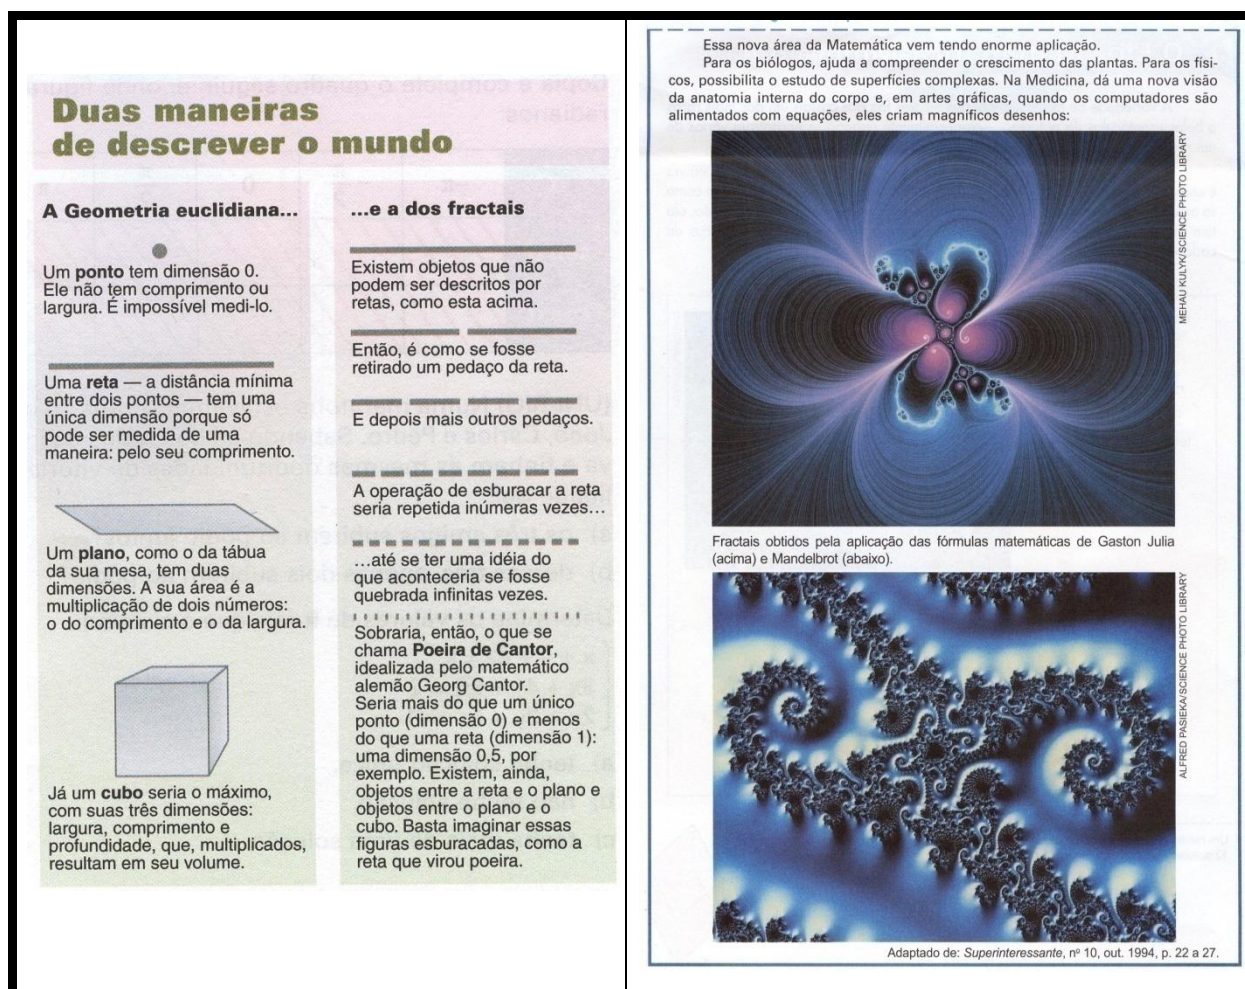 Duas maneiras
de descrever o mundo
A Geometria euclidiana...
Um ponto tem dimensão 0.
Ele não tem comprimento ou
largura. É impossível medi-lo.
Uma reta — a distância mínima
entre dois pontos — tem uma
única dimensão porque só
pode ser medida de uma
maneira: pelo seu comprimento.
Um plano, como o da tábua
da sua mesa, tem duas
dimensões. A sua área é a
multiplicação de dois números:
o do comprimento e o da largura.
Já um cubo seria o máximo,
com suas três dimensões:
largura, comprimento e
profundidade, que, multiplicados,
resultam em seu volume.
...e a dos fractais
Existem objetos que não
podem ser descritos por
retas, como esta acima.
Então, é como se fosse
retirado um pedaço da reta.
E depois mais outros pedaços.
A operação de esburacar a reta
seria repetida inúmeras vezes...
...até se ter uma idéia do
que aconteceria se fosse
quebrada infinitas vezes.
Sobraria, então, o que se
chama Poeira de Cantor,
idealizada pelo matemático
alemão Georg Cantor.
Seria mais do que um único
ponto (dimensão 0) e menos
do que uma reta (dimensão 1):
uma dimensão 0,5, por
exemplo. Existem, ainda,
objetos entre a reta e o plano e
objetos entre o plano e o
cubo. Basta imaginar essas
figuras esburacadas, como a
reta que virou poeira.
Essa nova área da Matemática vem tendo enorme aplicação.
Para os biólogos, ajuda a compreender o crescimento das plantas. Para os físi-
cos, possibilita o estudo de superfícies complexas. Na Medicina, dá uma nova visão
da anatomia interna do corpo e, em artes gráficas, quando os computadores são
alimentados com equações, eles criam magníficos desenhos:
MEHAU KULYK/SCIENCE PHOTO LIBRARY
Fractais obtidos pela aplicação das fórmulas matemáticas de Gaston Julia
(acima) e Mandelbrot (abaixo).
ALFRED PASIEKA/SCIENCE PHOTO LIBRARY
Adaptado de: Superinteressante, nº 10, out. 1994, p. 22 a 27.